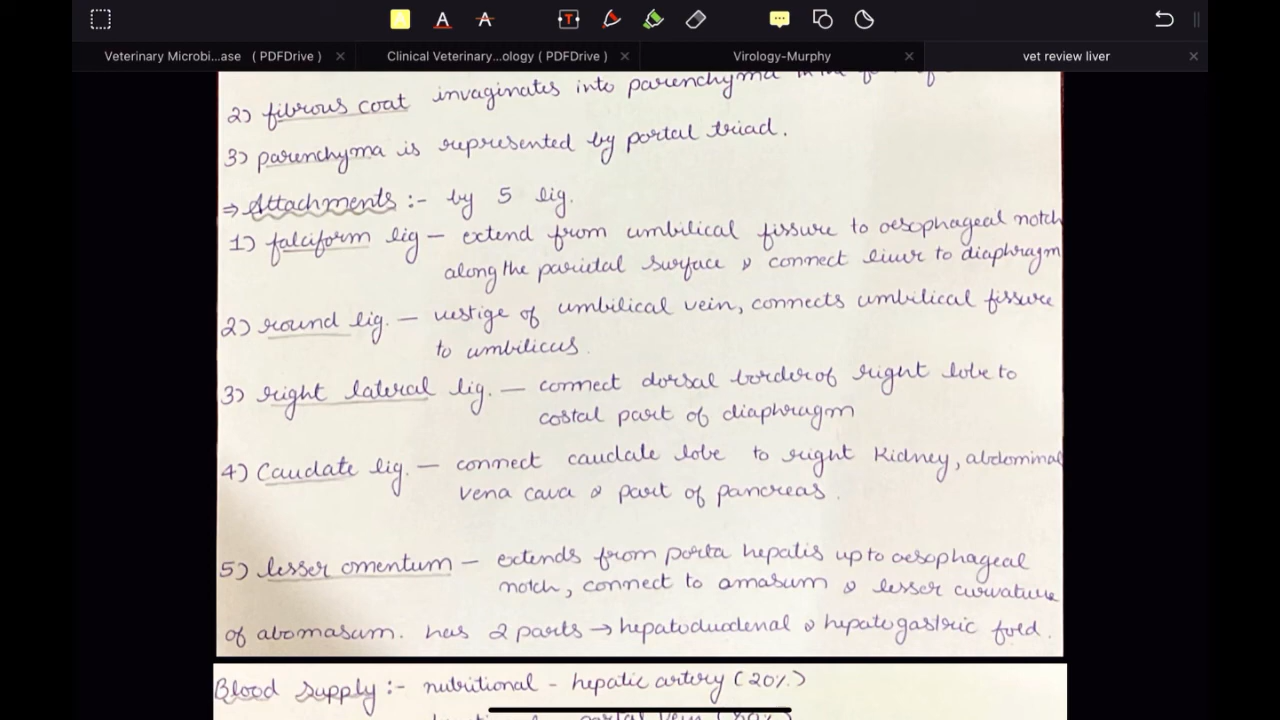 Veterinary Microbi...ase ( PDFDrive )
Clinical Veterinary...ology ( PDFDrive )
Virology-Murphy
vet review liver
2) fibrous coat invaginates into parenchyma in
3) parenchyma is represented by portal triad.
⇒ Attachments :- by 5 lig.
1) falciform lig – extend from umbilical fissure to oesophageal notch
along the parietal surface & connect liver to diaphragm
2) round lig. – vestige of umbilical vein, connects umbilical fissure
to umbilicus.
3) right lateral lig. – connect dorsal border of right lobe to
costal part of diaphragm
4) Caudate lig. – connect caudate lobe to right Kidney, abdominal
vena cava & part of pancreas.
5) lesser omentum – extends from porta hepatis upto oesophageal
notch, connect to omasum & lesser curvature
of abomasum. has 2 parts → hepatoduodenal & hepatogastric fold.
Blood supply :- nutritional - hepatic artery (20%)
portal vein (80%)